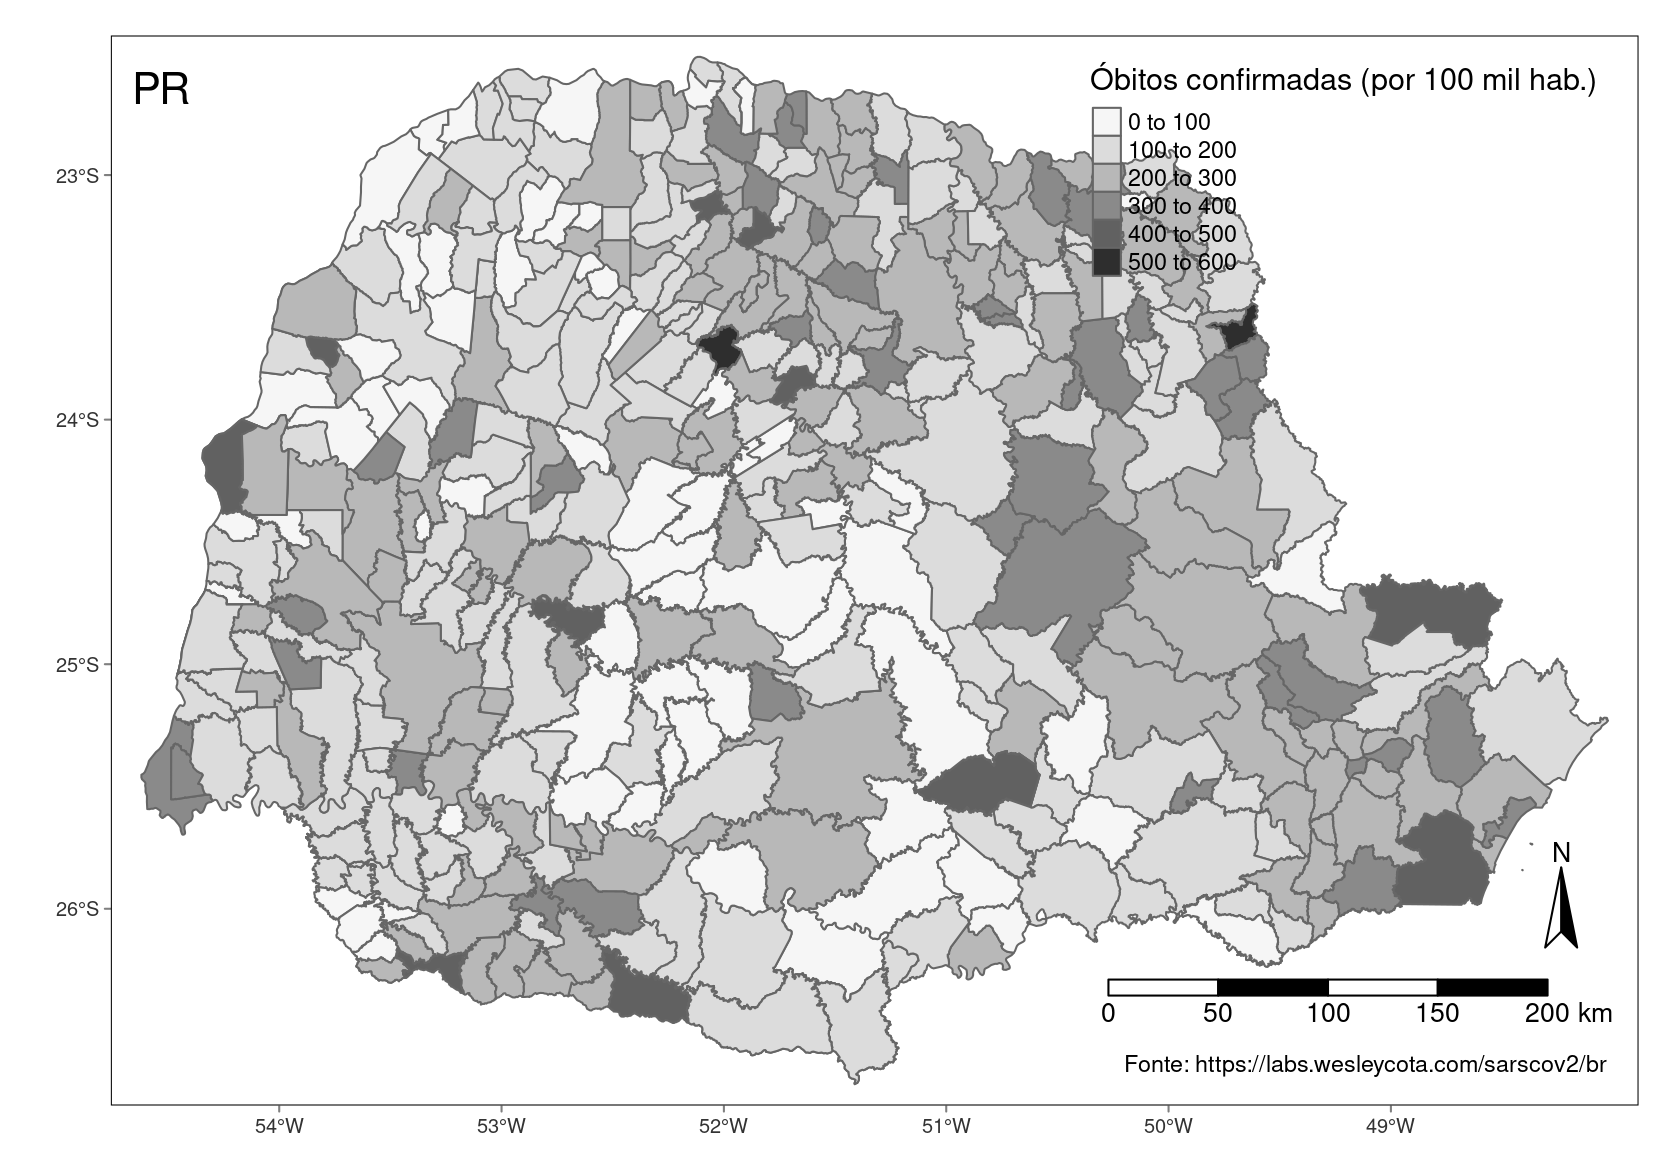 PR
Óbitos confirmadas (por 100 mil hab.)
0 to 100
100 to 200
200 to 300
300 to 400
400 to 500
500 to 600
23°S
24°S
25°S
26°S
N
0 50 100 150 200 km
Fonte: https://labs.wesleycota.com/sarscov2/br
54°W 53°W 52°W 51°W 50°W 49°W